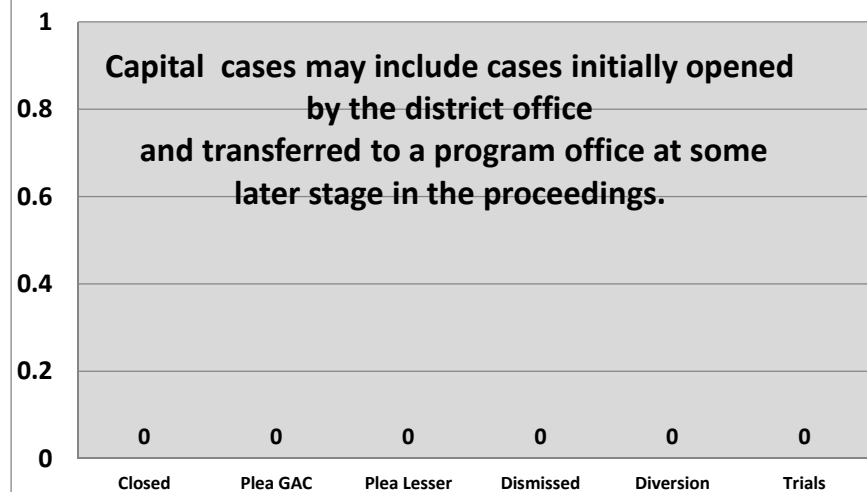 1
Capital cases may include cases initially opened
by the district office
0.8
and transferred to a program office at some
later stage in the proceedings.
0.6
0.4
0.2
0 0 0 0 0 0
0
Closed Plea GAC Plea Lesser Dismissed Diversion Trials